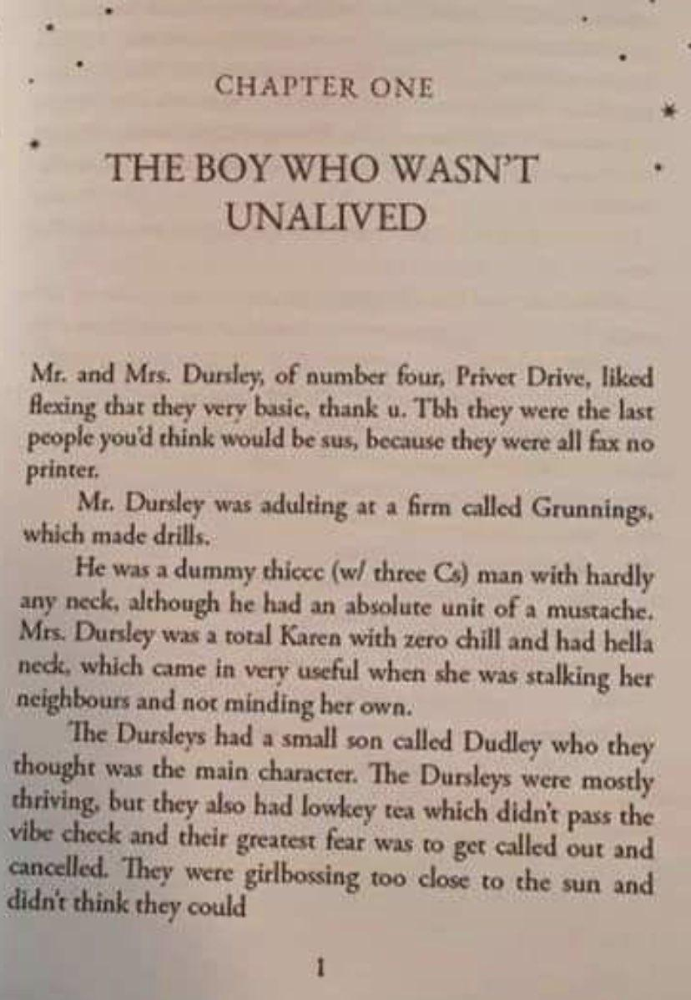 CHAPTER ONE
THE BOY WHO WASN'T
UNALIVED
Mr. and Mrs. Dursley, of number four, Privet Drive, liked
flexing that they very basic, thank u. Tbh they were the last
people you'd think would be sus, because they were all fax no
printer.
Mr. Dursley was adulting at a firm called Grunnings,
which made drills.
He was a dummy thiccc (w/ three Cs) man with hardly
any neck, although he had an absolute unit of a mustache.
Mrs. Dursley was a total Karen with zero chill and had hella
neck, which came in very useful when she was stalking her
neighbours and not minding her own.
The Dursleys had a small son called Dudley who they
thought was the main character. The Dursleys were mostly
thriving, but they also had lowkey tea which didn't pass the
vibe check and their greatest fear was to get called out and
cancelled. They were girlbossing too close to the sun and
didn't think they could
1